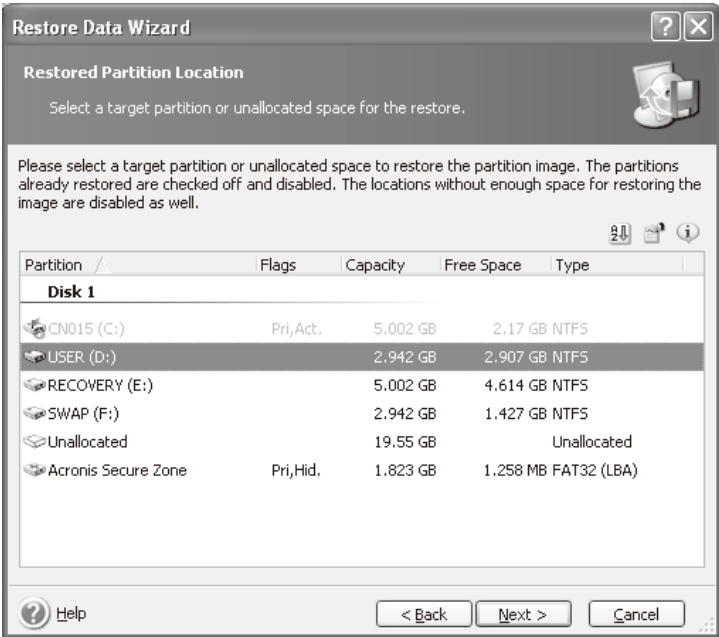 Restore Data Wizard
Restored Partition Location
Select a target partition or unallocated space for the restore.
Please select a target partition or unallocated space to restore the partition image. The partitions
already restored are checked off and disabled. The locations without enough space for restoring the
image are disabled as well.
Partition Flags Capacity Free Space Type
Disk 1
CN015 (C:) Pri,Act. 5.002 GB 2.17 GB NTFS
USER (D:) 2.942 GB 2.907 GB NTFS
RECOVERY (E:) 5.002 GB 4.614 GB NTFS
SWAP (F:) 2.942 GB 1.427 GB NTFS
Unallocated 19.55 GB Unallocated
Acronis Secure Zone Pri,Hid. 1.823 GB 1.258 MB FAT32 (LBA)
Help < Back Next > Cancel